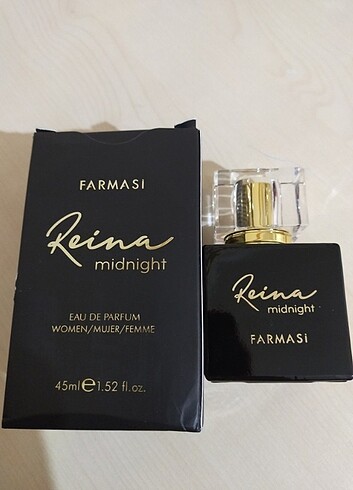 FARMASi
Reina
midnight
EAU DE PARFUM
WOMEN/MUJER/FEMME
45ml℮1.52 fl.oz.
Reina
midnight
FARMASi